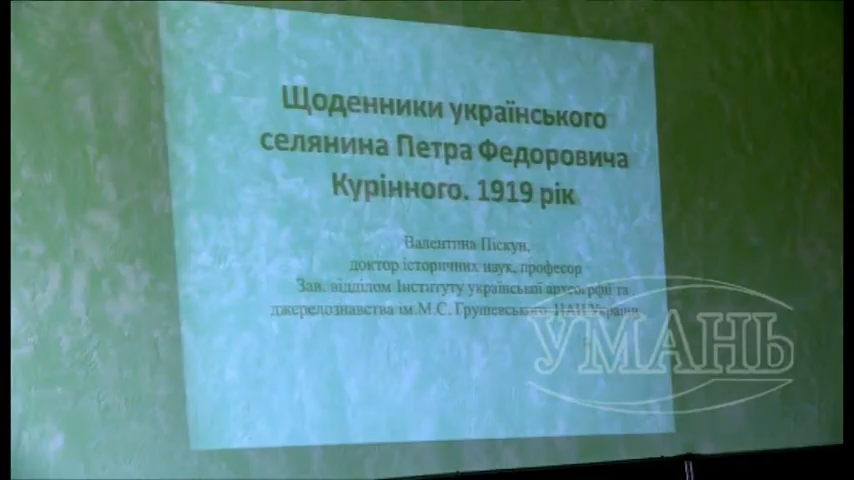 Щоденники українського
селянина Петра Федоровича
Курінного. 1919 рік
Валентина Піскун,
доктор історичних наук, професор
Зав. відділом Інституту української археогрфії та
джерелознавства ім.М.С. Грушевського НАН України
УМАНЬ